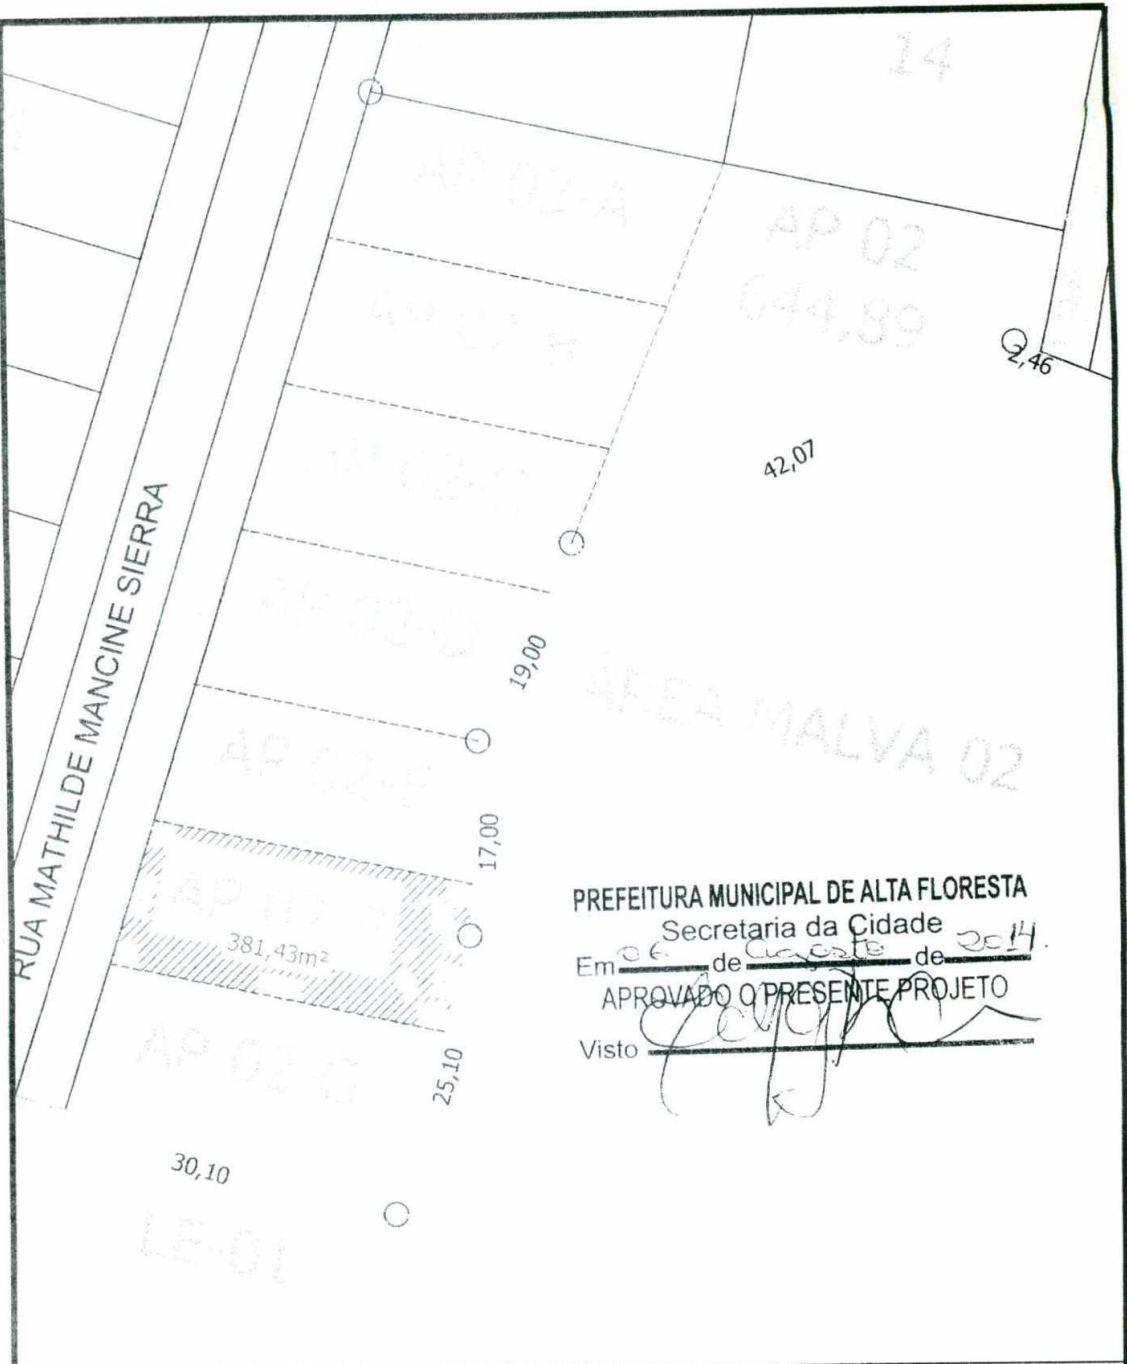 14
AP 02-A
AP 02
644,89
2,46
42,07
RUA MATHILDE MANCINE SIERRA
19,00
ÁREA MALVA 02
AP 02-E
17,00
381,43m²
AP 02-G
25,10
30,10
LE-01
PREFEITURA MUNICIPAL DE ALTA FLORESTA
Secretaria da Cidade
Em 06 de agosto de 2014.
APROVADO O PRESENTE PROJETO
Visto